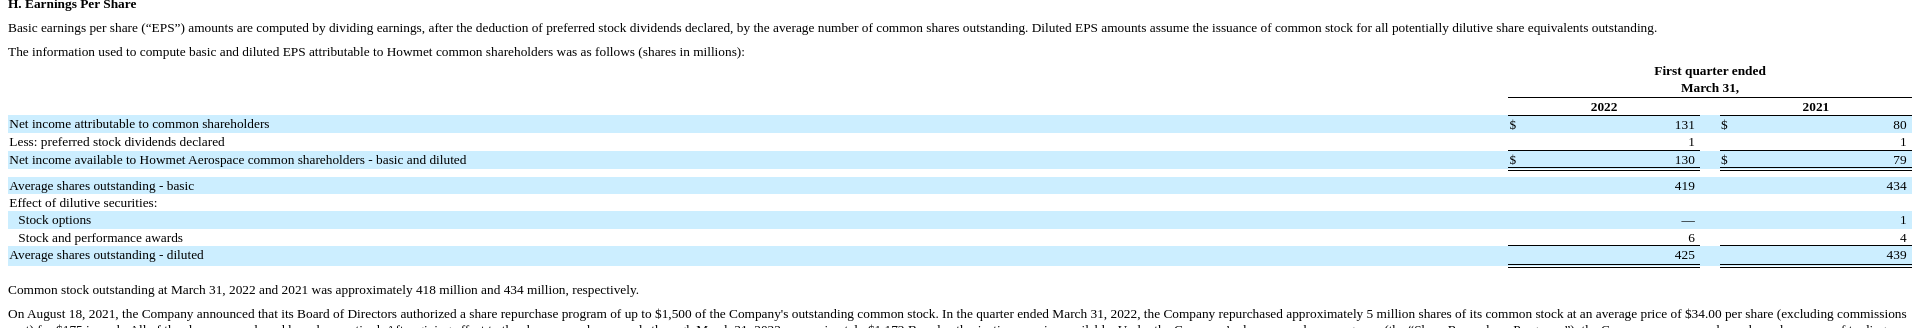 H. Earnings Per Share
Basic earnings per share (“EPS”) amounts are computed by dividing earnings, after the deduction of preferred stock dividends declared, by the average number of common shares outstanding. Diluted EPS amounts assume the issuance of common stock for all potentially dilutive share equivalents outstanding.
The information used to compute basic and diluted EPS attributable to Howmet common shareholders was as follows (shares in millions):
First quarter ended
March 31,
2022 2021
Net income attributable to common shareholders $ 131 $ 80
Less: preferred stock dividends declared 1 1
Net income available to Howmet Aerospace common shareholders - basic and diluted $ 130 $ 79
Average shares outstanding - basic 419 434
Effect of dilutive securities:
Stock options — 1
Stock and performance awards 6 4
Average shares outstanding - diluted 425 439
Common stock outstanding at March 31, 2022 and 2021 was approximately 418 million and 434 million, respectively.
On August 18, 2021, the Company announced that its Board of Directors authorized a share repurchase program of up to $1,500 of the Company's outstanding common stock. In the quarter ended March 31, 2022, the Company repurchased approximately 5 million shares of its common stock at an average price of $34.00 per share (excluding commissions